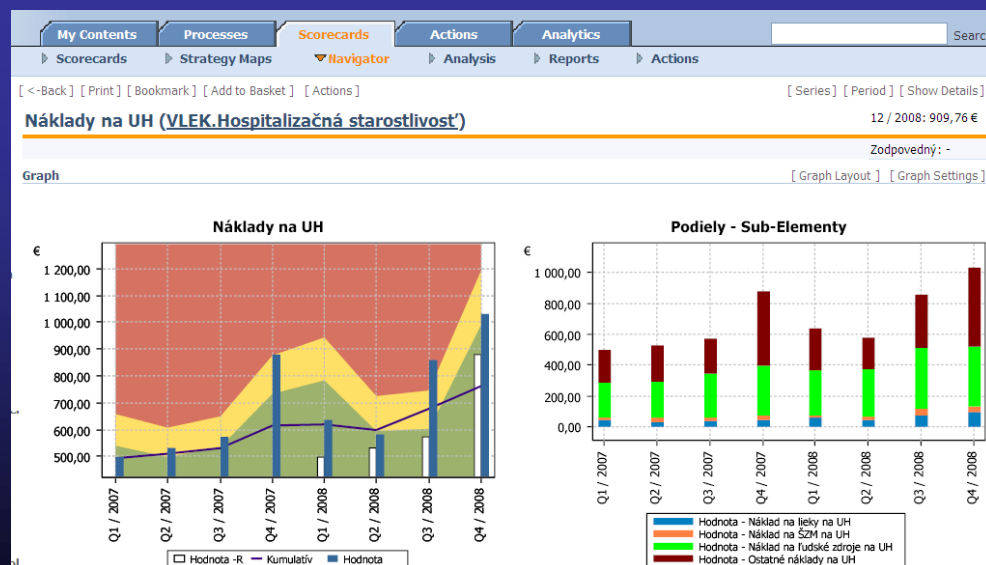 My Contents Processes Scorecards Actions Analytics Searc
Scorecards Strategy Maps Navigator Analysis Reports Actions
[ <-Back ] [ Print ] [ Bookmark ] [ Add to Basket ] [ Actions ] [ Series ] [ Period ] [ Show Details ]
Náklady na UH (VLEK.Hospitalizačná starostlivosť) 12 / 2008: 909,76 €
Zodpovedný: -
Graph [ Graph Layout ] [ Graph Settings ]
Náklady na UH
€
1 200,00
1 100,00
1 000,00
900,00
800,00
700,00
600,00
500,00
Q1 / 2007
Q2 / 2007
Q3 / 2007
Q4 / 2007
Q1 / 2008
Q2 / 2008
Q3 / 2008
Q4 / 2008
Hodnota -R Kumulatív Hodnota
Podiely - Sub-Elementy
€
1 000,00
800,00
600,00
400,00
200,00
0,00
Q1 / 2007
Q2 / 2007
Q3 / 2007
Q4 / 2007
Q1 / 2008
Q2 / 2008
Q3 / 2008
Q4 / 2008
Hodnota - Náklad na lieky na UH
Hodnota - Náklad na ŠZM na UH
Hodnota - Náklad na ľudské zdroje na UH
Hodnota - Ostatné náklady na UH